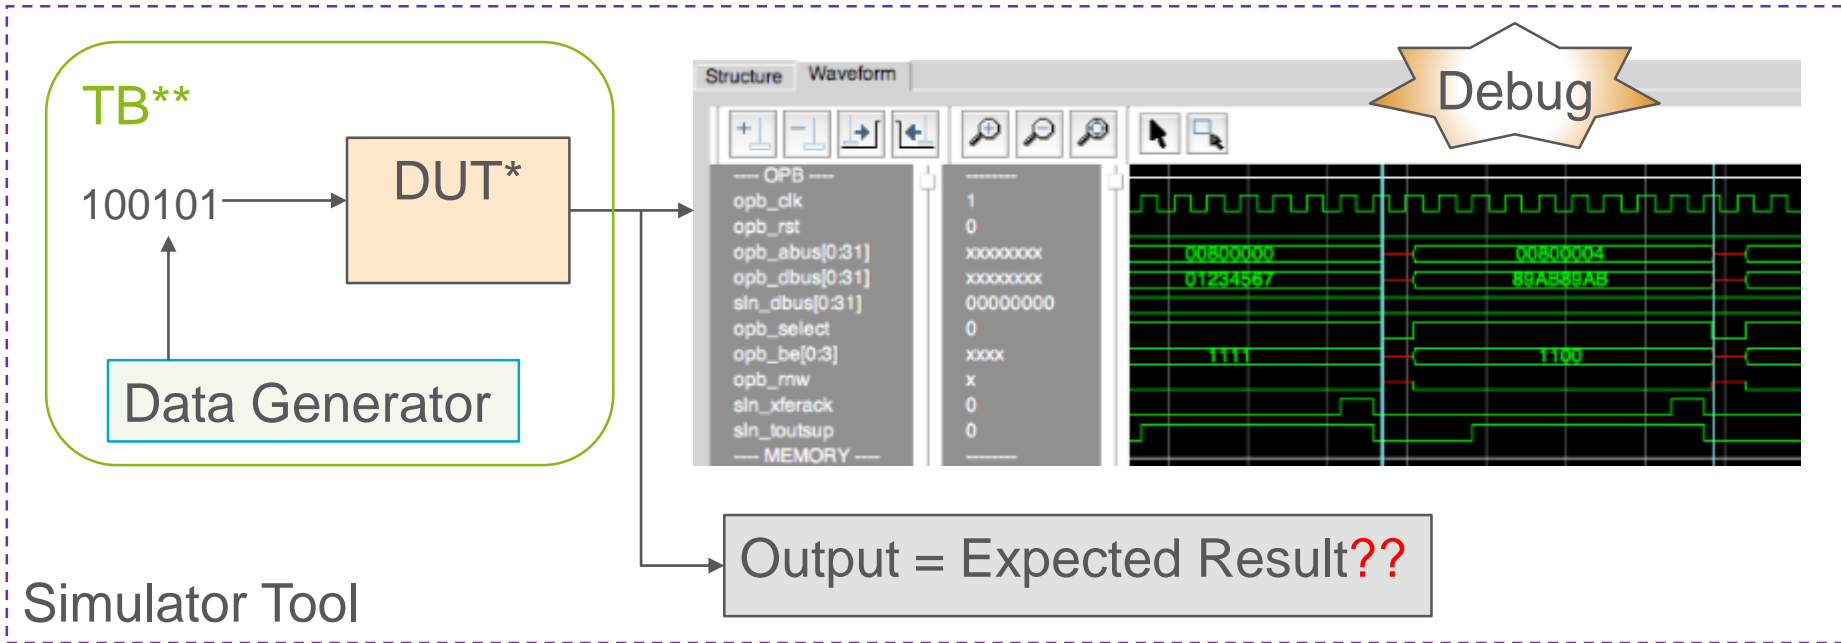 TB**
DUT*
100101
Data Generator
Structure Waveform
Debug
---- OPB ---- --------
opb_clk 1
opb_rst 0
opb_abus[0:31] xxxxxxxx 00800000 00800004
opb_dbus[0:31] xxxxxxxx 01234567 89AB89AB
sln_dbus[0:31] 00000000
opb_select 0
opb_be[0:3] xxxx 1111 1100
opb_rnw x
sln_xferack 0
sln_toutsup 0
---- MEMORY ---- --------
Output = Expected Result??
Simulator Tool